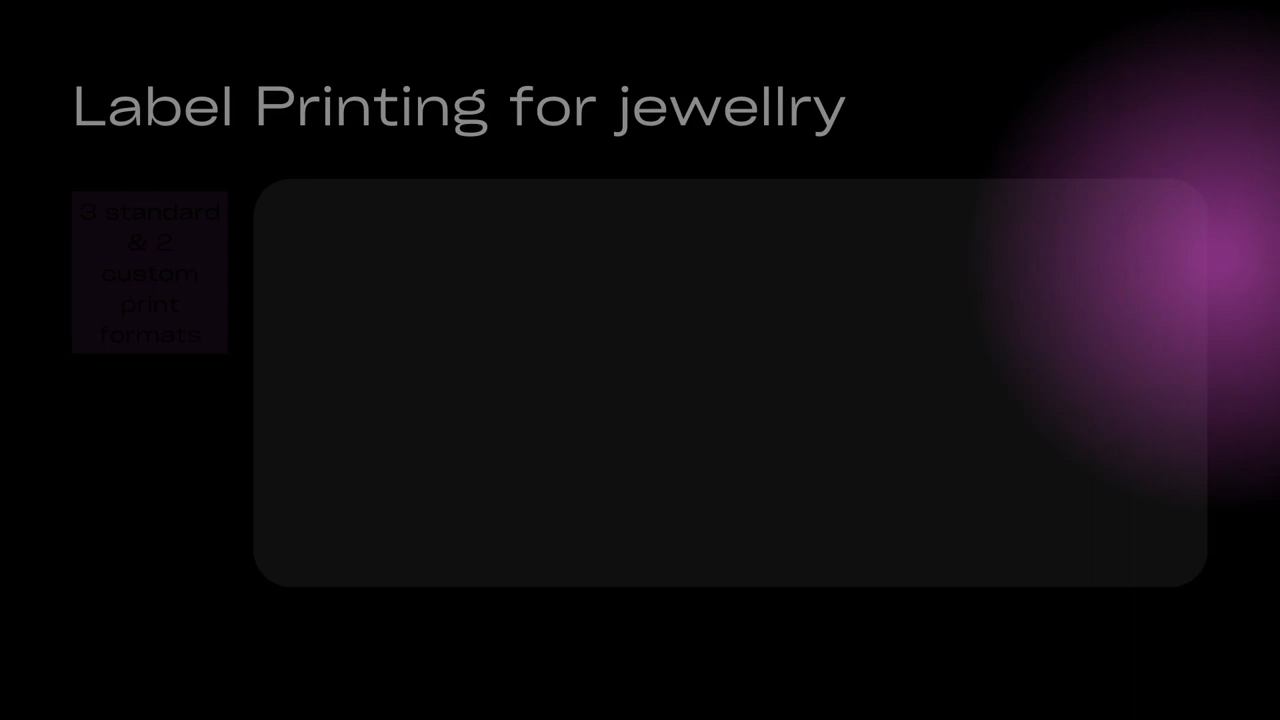 Label Printing for jewellry
3 standard
& 2
custom
print
formats